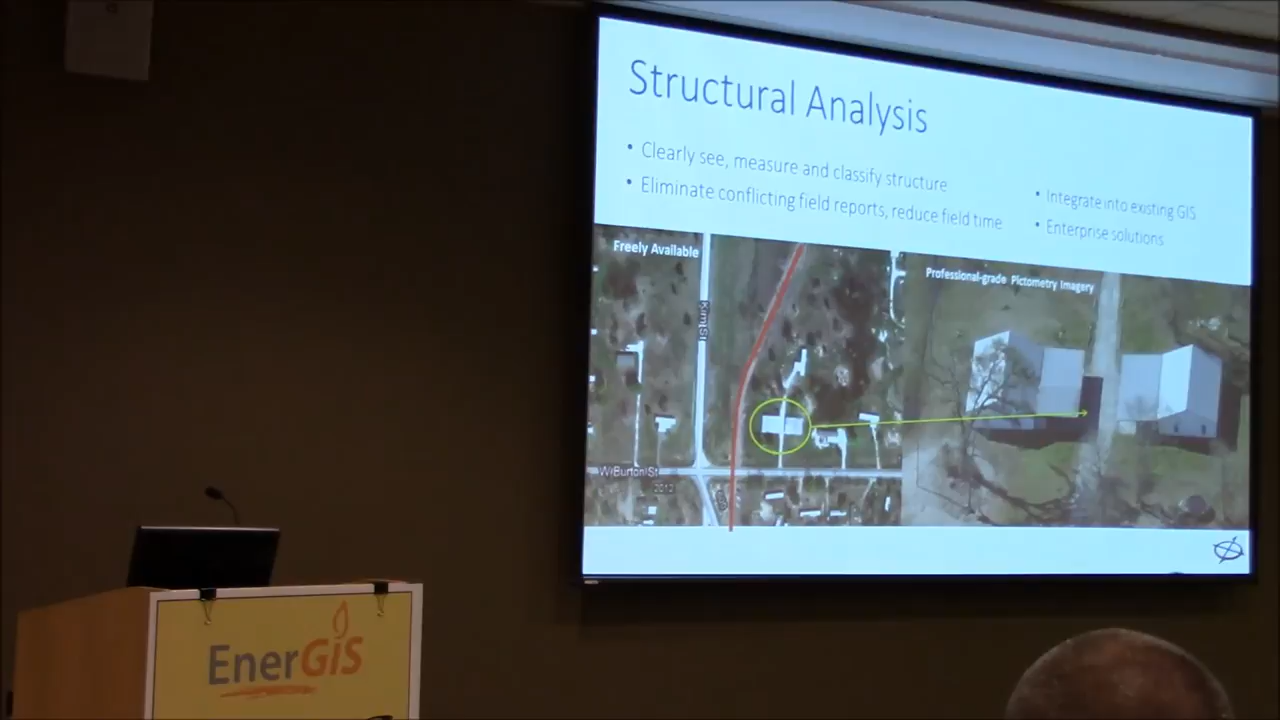 Structural Analysis
• Clearly see, measure and classify structure
• Eliminate conflicting field reports, reduce field time
• Integrate into existing GIS
• Enterprise solutions
Freely Available
Professional-grade Pictometry Imagery
W Burton St
2012
EnerGIS